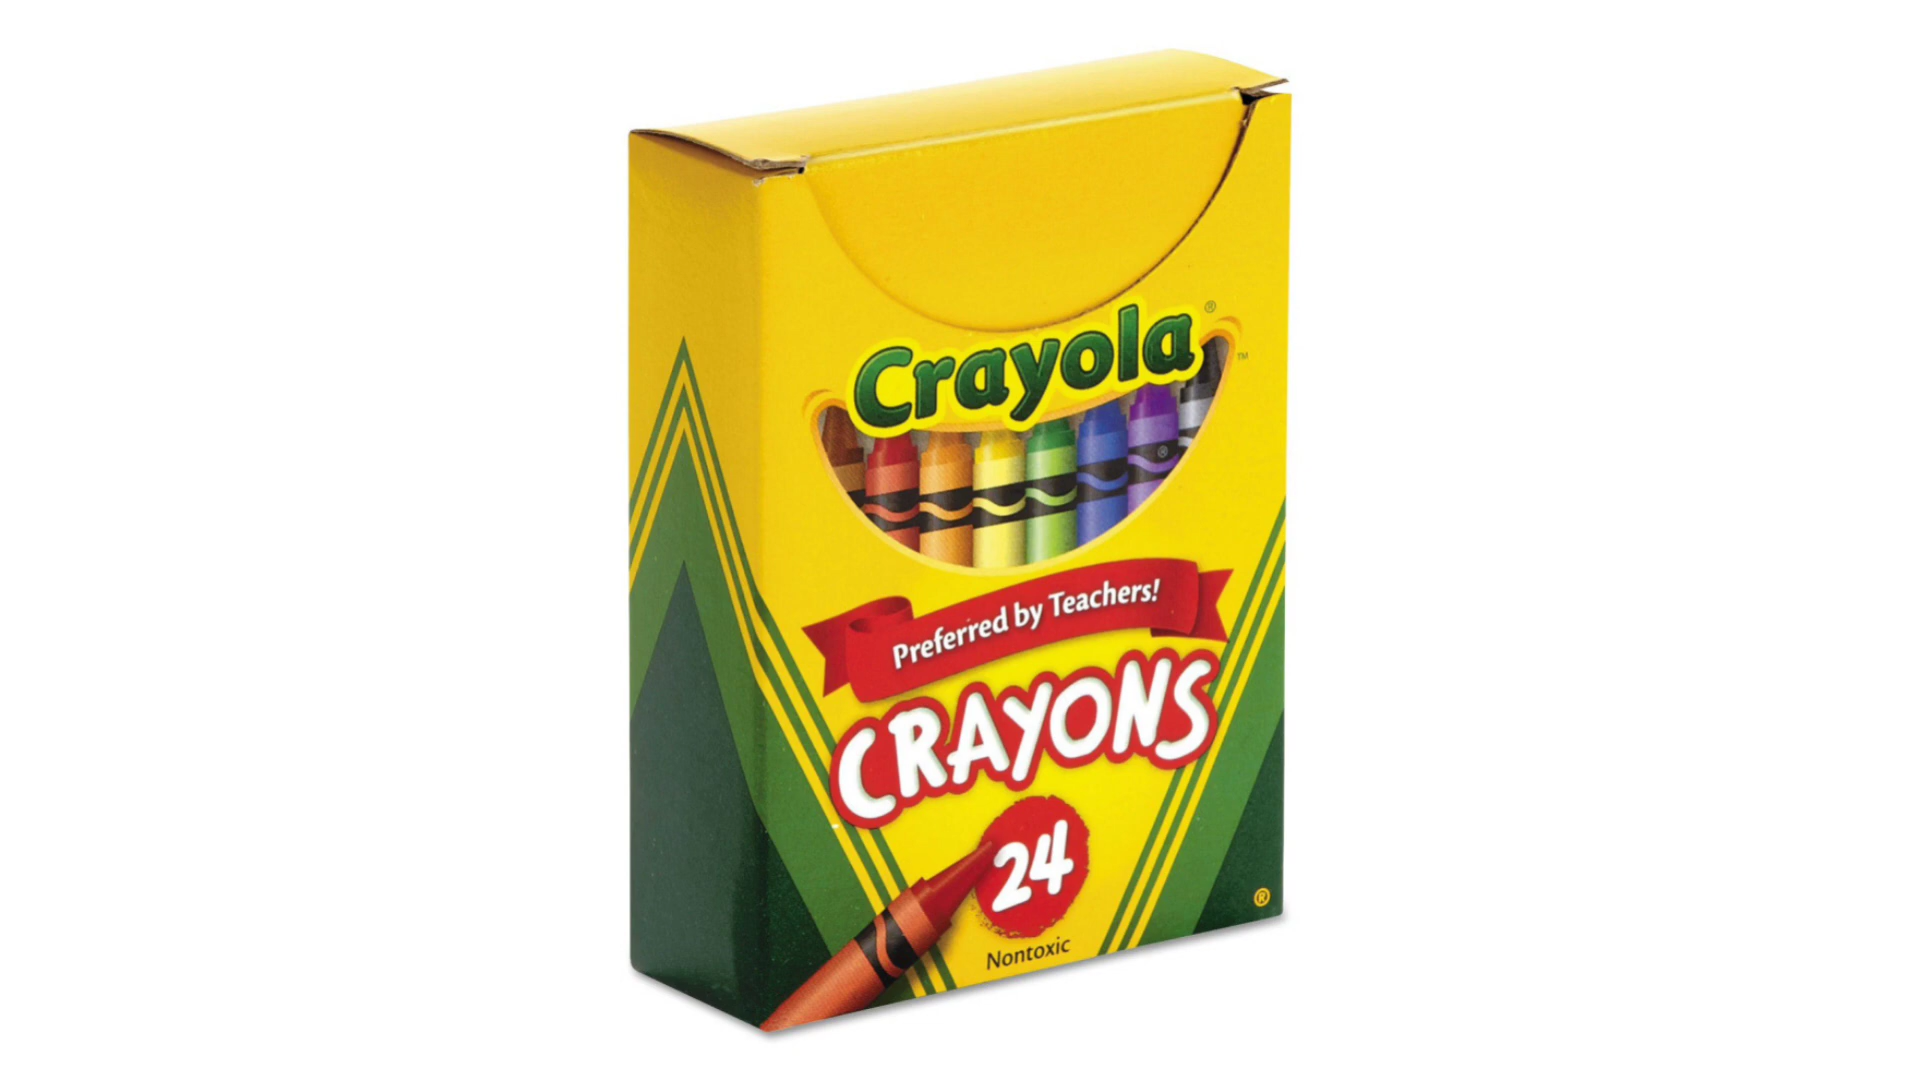 Crayola®
™
®
Preferred by Teachers!
CRAYONS
24
Nontoxic
®